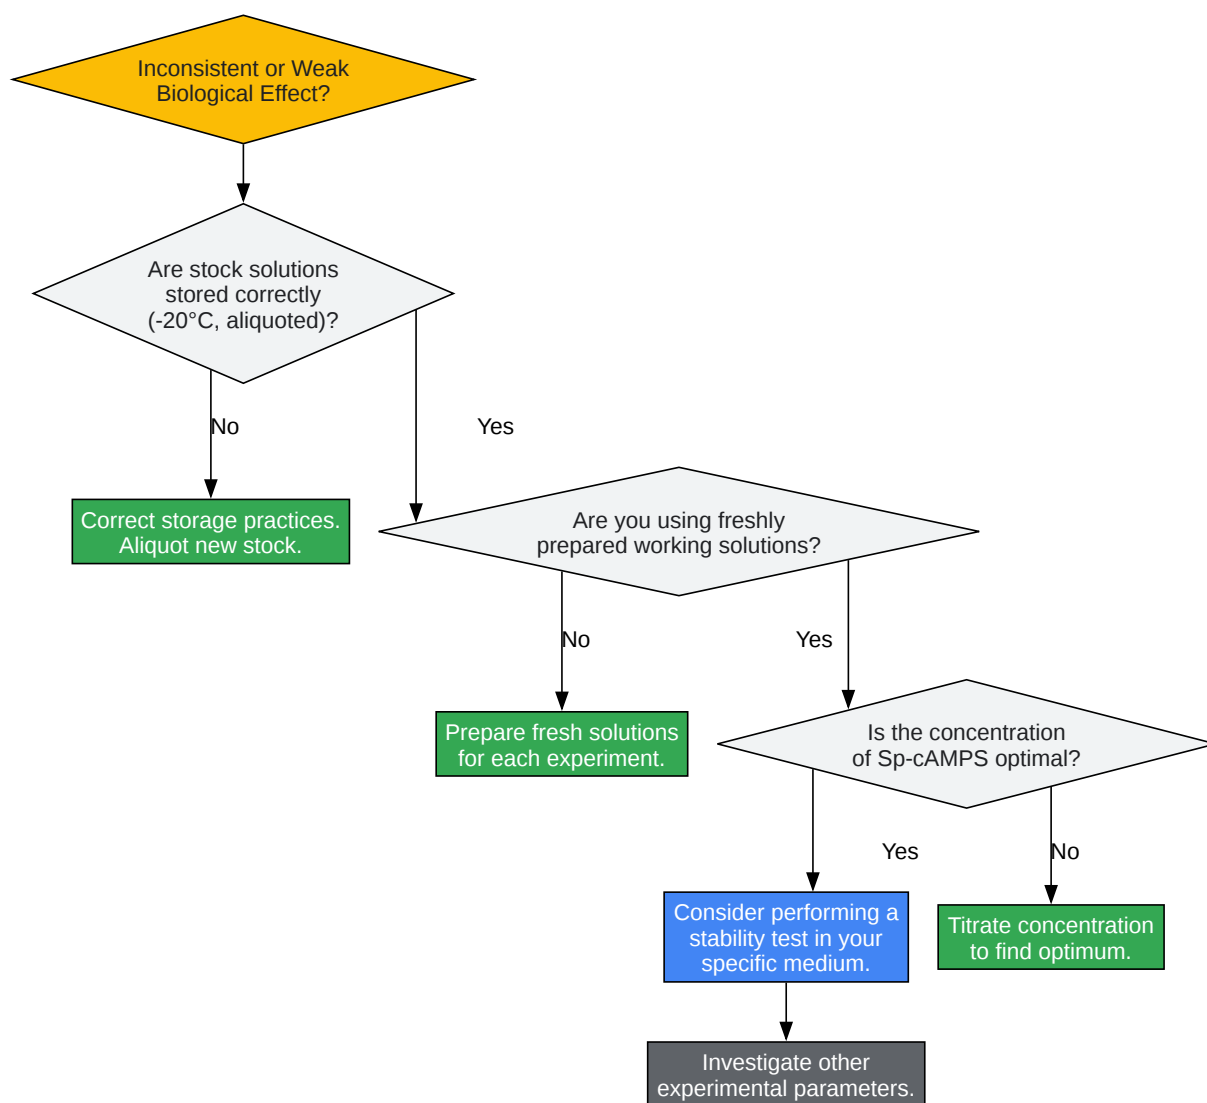 Inconsistent or Weak
Biological Effect?
Are stock solutions
stored correctly
(-20°C, aliquoted)?
No
Yes
Correct storage practices.
Aliquot new stock.
Are you using freshly
prepared working solutions?
No
Yes
Prepare fresh solutions
for each experiment.
Is the concentration
of Sp-cAMPS optimal?
Yes
No
Consider performing a
stability test in your
specific medium.
Titrate concentration
to find optimum.
Investigate other
experimental parameters.